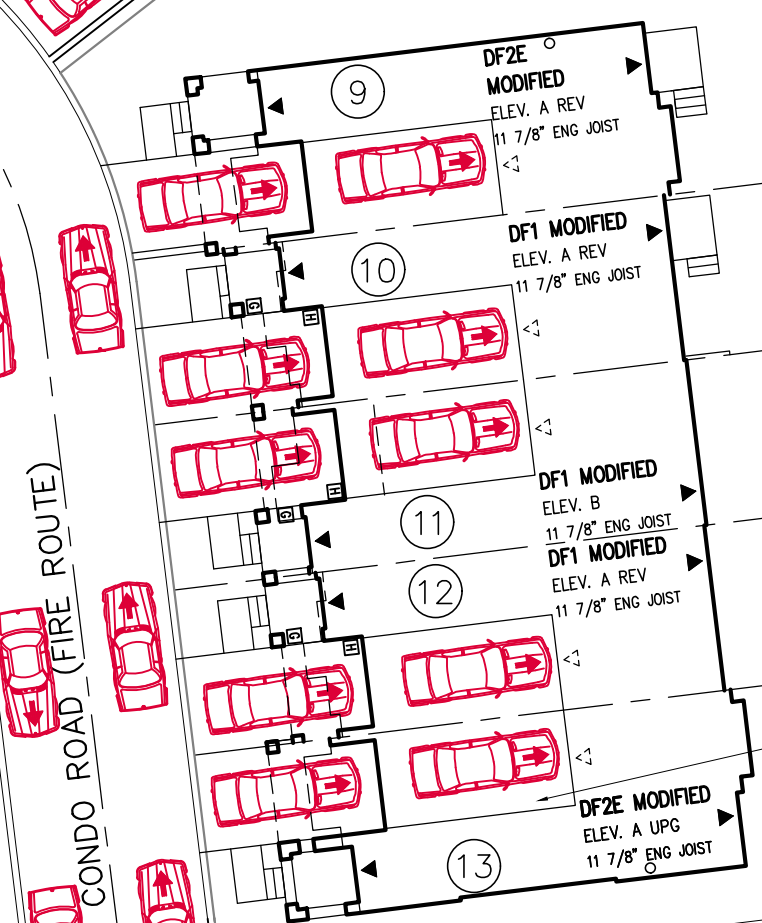 9
DF2E
MODIFIED
ELEV. A REV
11 7/8" ENG JOIST
10
DF1 MODIFIED
ELEV. A REV
11 7/8" ENG JOIST
G
H
H
G
11
DF1 MODIFIED
ELEV. B
11 7/8" ENG JOIST
12
DF1 MODIFIED
ELEV. A REV
11 7/8" ENG JOIST
G
H
13
DF2E MODIFIED
ELEV. A UPG
11 7/8" ENG JOIST
CONDO ROAD (FIRE ROUTE)